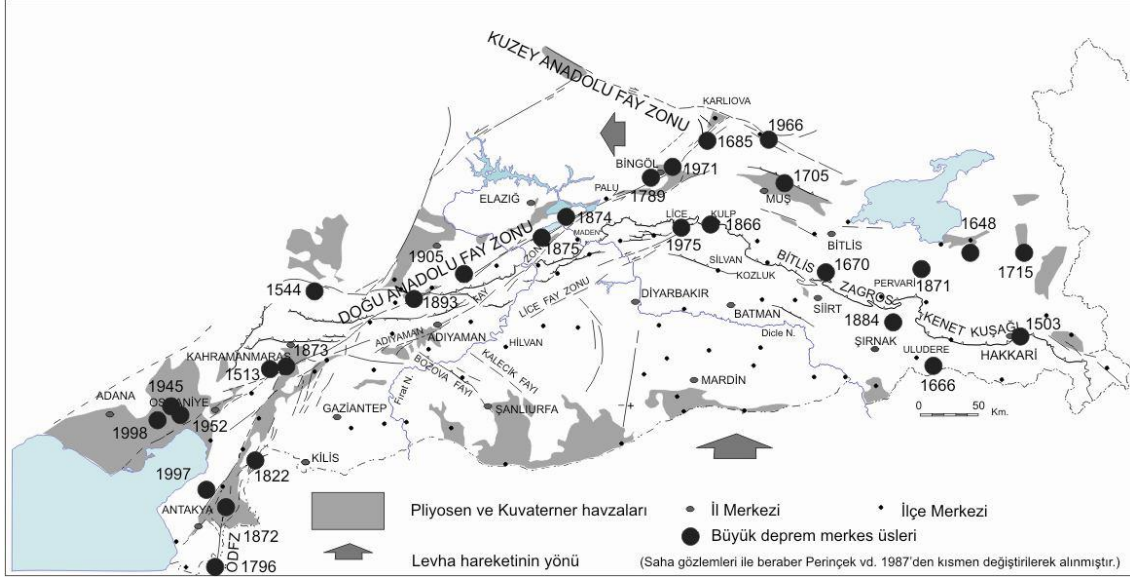 KUZEY ANADOLU FAY ZONU
KARLIOVA
1966
1685
BİNGÖL
1971
1705
1789
MUŞ
PALU
ELAZIĞ
1874
LİCE
KULP
1866
1648
MADEN
1875
1975
BİTLİS
1905
DOĞU ANADOLU FAY ZONU
SİLVAN
BİTLİS ZAGROS KENET KUŞAĞI
1670
1715
KOZLUK
PERVARİ
1871
1544
1893
FAY ZONU
LİCE FAY ZONU
DİYARBAKIR
BATMAN
SİİRT
1884
1503
ADIYAMAN
ADIYAMAN
HİLVAN
Dicle N.
ŞIRNAK
HAKKARİ
KAHRAMANMARAŞ
1873
1513
BOZOVA FAYI
KALECİK FAYI
ULUDERE
MARDİN
1666
1945
ADANA
OSMANİYE
1998
1952
GAZİANTEP
Fırat N.
ŞANLIURFA
0 50 Km.
KİLİS
1997
1822
ANTAKYA
1872
ÖDFZ
1796
Pliyosen ve Kuvaterner havzaları
İl Merkezi
İlçe Merkezi
Büyük deprem merkes üsleri
Levha hareketinin yönü
(Saha gözlemleri ile beraber Perinçek vd. 1987'den kısmen değiştirilerek alınmıştır.)